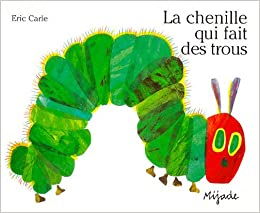 Eric Carle
La chenille
qui fait
des trous
Mijade